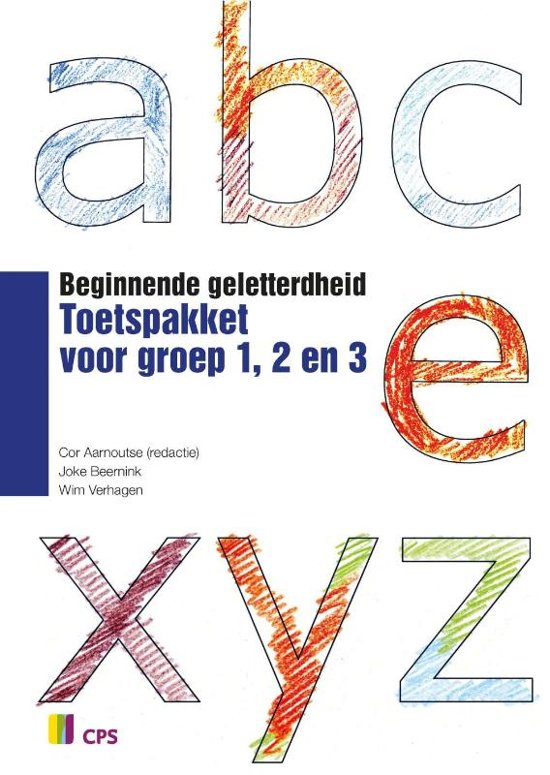 abc
Beginnende geletterdheid
Toetspakket
voor groep 1, 2 en 3
e
Cor Aarnoutse (redactie)
Joke Beernink
Wim Verhagen
xyz
CPS